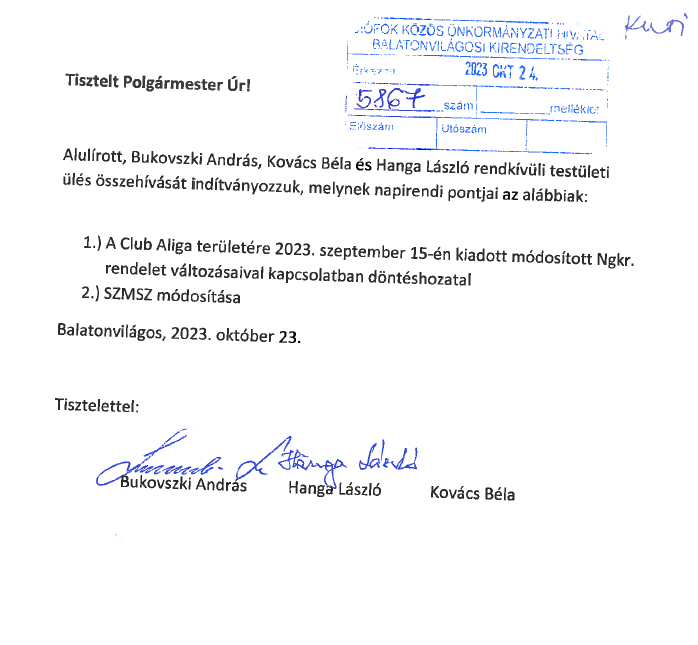 SIÓFOK KÖZÖS ÖNKORMÁNYZATI HIVATAL
BALATONVILÁGOSI KIRENDELTSÉG
Érkezett 2023 OKT 24.
5867 szám melléklet
Előszám Utószám
Tisztelt Polgármester Úr!
Alulírott, Bukovszki András, Kovács Béla és Hanga László rendkívüli testületi
ülés összehívását indítványozzuk, melynek napirendi pontjai az alábbiak:
1.) A Club Aliga területére 2023. szeptember 15-én kiadott módosított Ngkr.
rendelet változásaival kapcsolatban döntéshozatal
2.) SZMSZ módosítása
Balatonvilágos, 2023. október 23.
Tisztelettel:
Hanga László
Bukovszki András Hanga László Kovács Béla